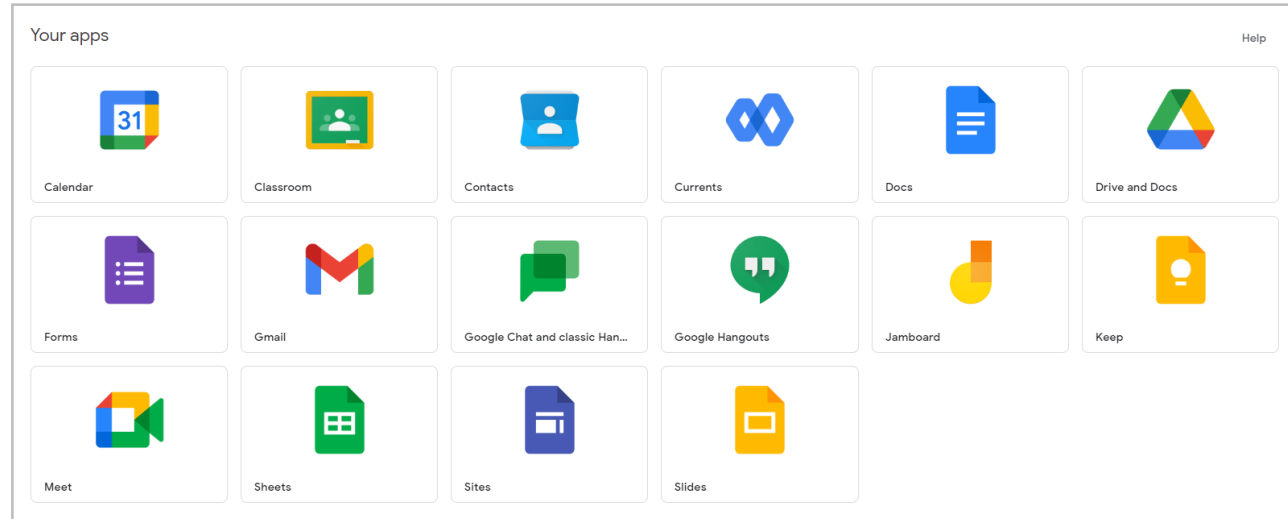 Your apps
Help
31
Calendar
Classroom
Contacts
Currents
Docs
Drive and Docs
Forms
Gmail
Google Chat and classic Han...
Google Hangouts
Jamboard
Keep
Meet
Sheets
Sites
Slides